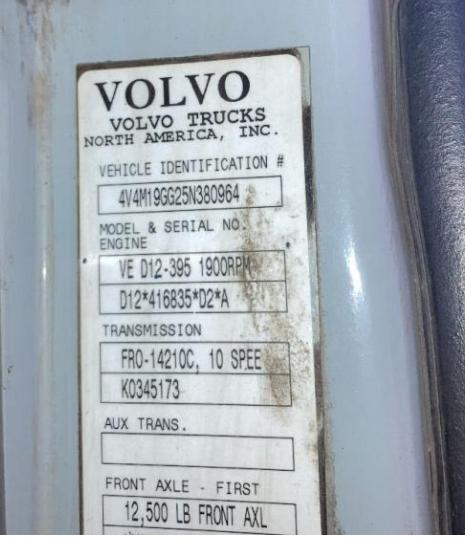 VOLVO
VOLVO TRUCKS
NORTH AMERICA, INC.
VEHICLE IDENTIFICATION #
4V4M19GG25N380964
MODEL & SERIAL NO.
ENGINE
VE D12-395 1900RPM
D12*416835*D2*A
TRANSMISSION
FRO-14210C, 10 SPEE
K0345173
AUX TRANS.
FRONT AXLE - FIRST
12,500 LB FRONT AXL